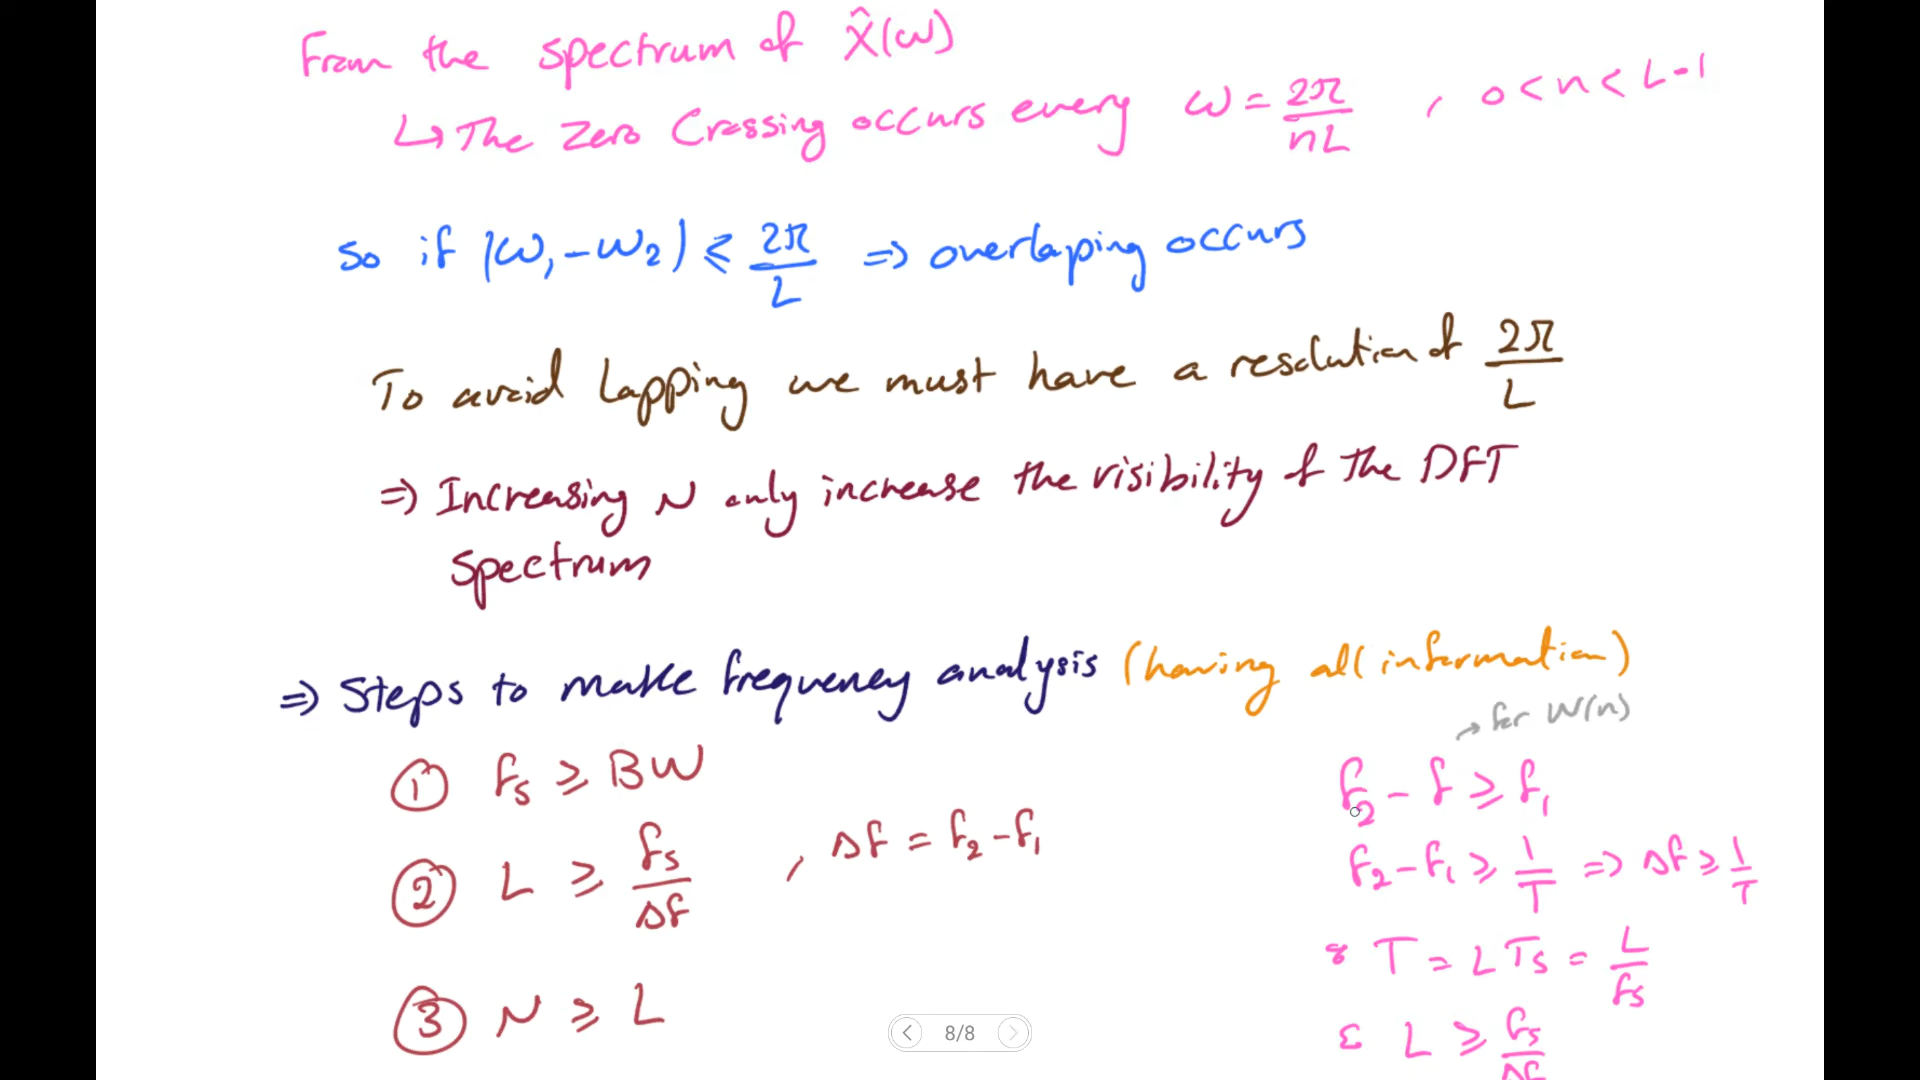 From the spectrum of X̂(ω)
↳ The zero Crossing occurs every ω = 2π/nL , 0 < n < L-1
so if |ω₁ - ω₂| ≤ 2π/L ⇒ overlaping occurs
To avoid Lapping we must have a resolution of 2π/L
⇒ Increasing N only increase the visibility of the DFT
spectrum
⇒ Steps to make frequency analysis (having all information)
→ for W(n)
① fs ≥ BW
f₂ - f ≥ f₁
② L ≥ fs/Δf , Δf = f₂ - f₁
f₂ - f₁ ≥ 1/T ⇒ Δf ≥ 1/T
T = LTs = L/fs
③ N ≥ L
L ≥ fs/Δf
8/8